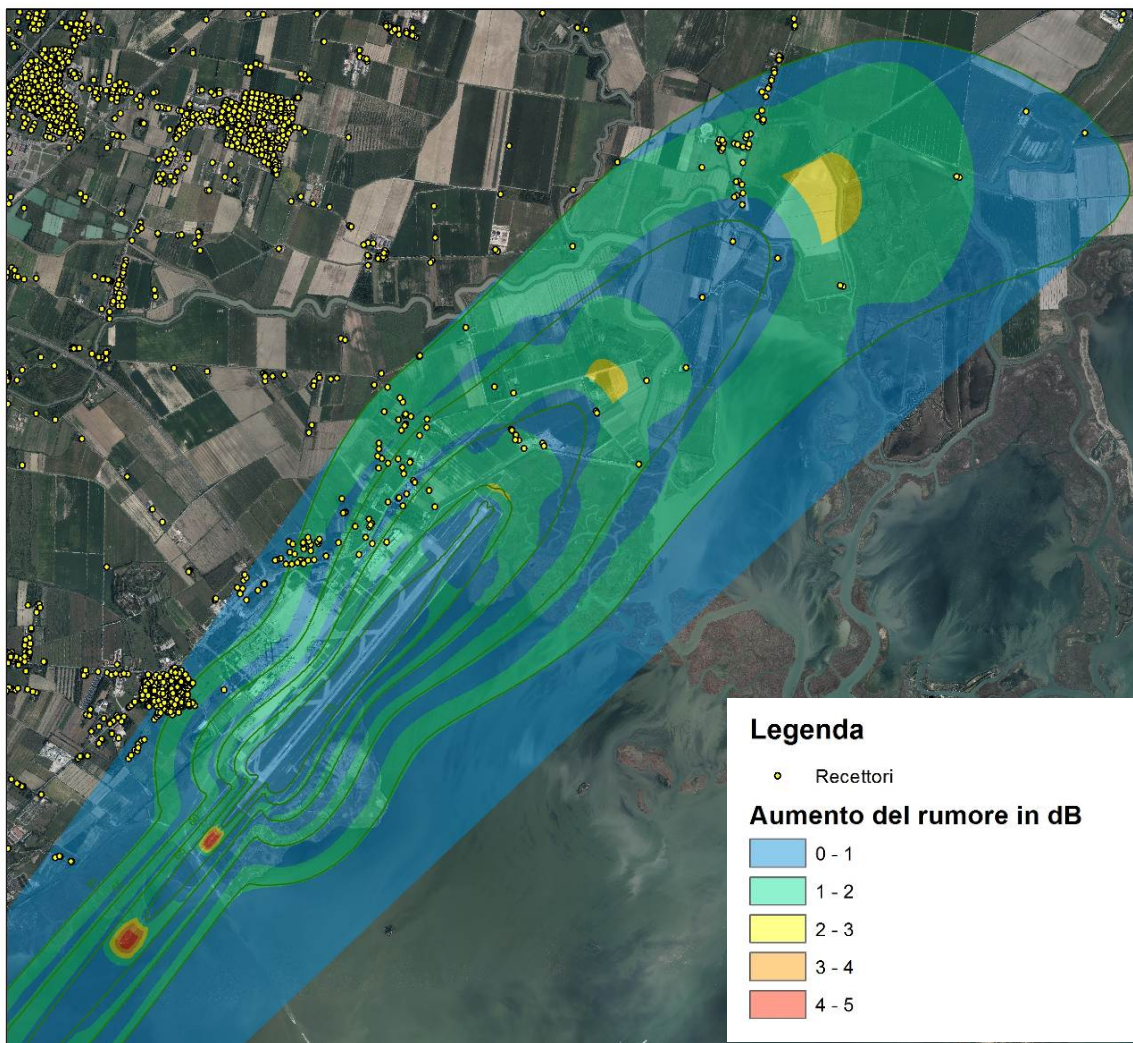 Legenda
Recettori
Aumento del rumore in dB
0 - 1
1 - 2
2 - 3
3 - 4
4 - 5